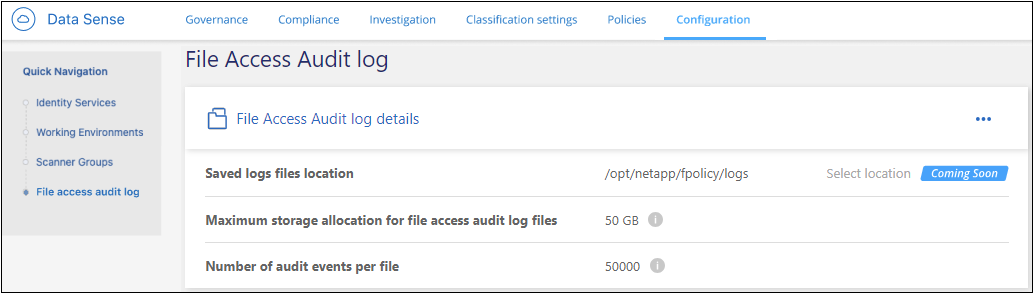 Data Sense
Governance Compliance Investigation Classification settings Policies Configuration
File Access Audit log
Quick Navigation
Identity Services
Working Environments
Scanner Groups
File access audit log
File Access Audit log details
Saved logs files location /opt/netapp/fpolicy/logs Select location Coming Soon
Maximum storage allocation for file access audit log files 50 GB
Number of audit events per file 50000